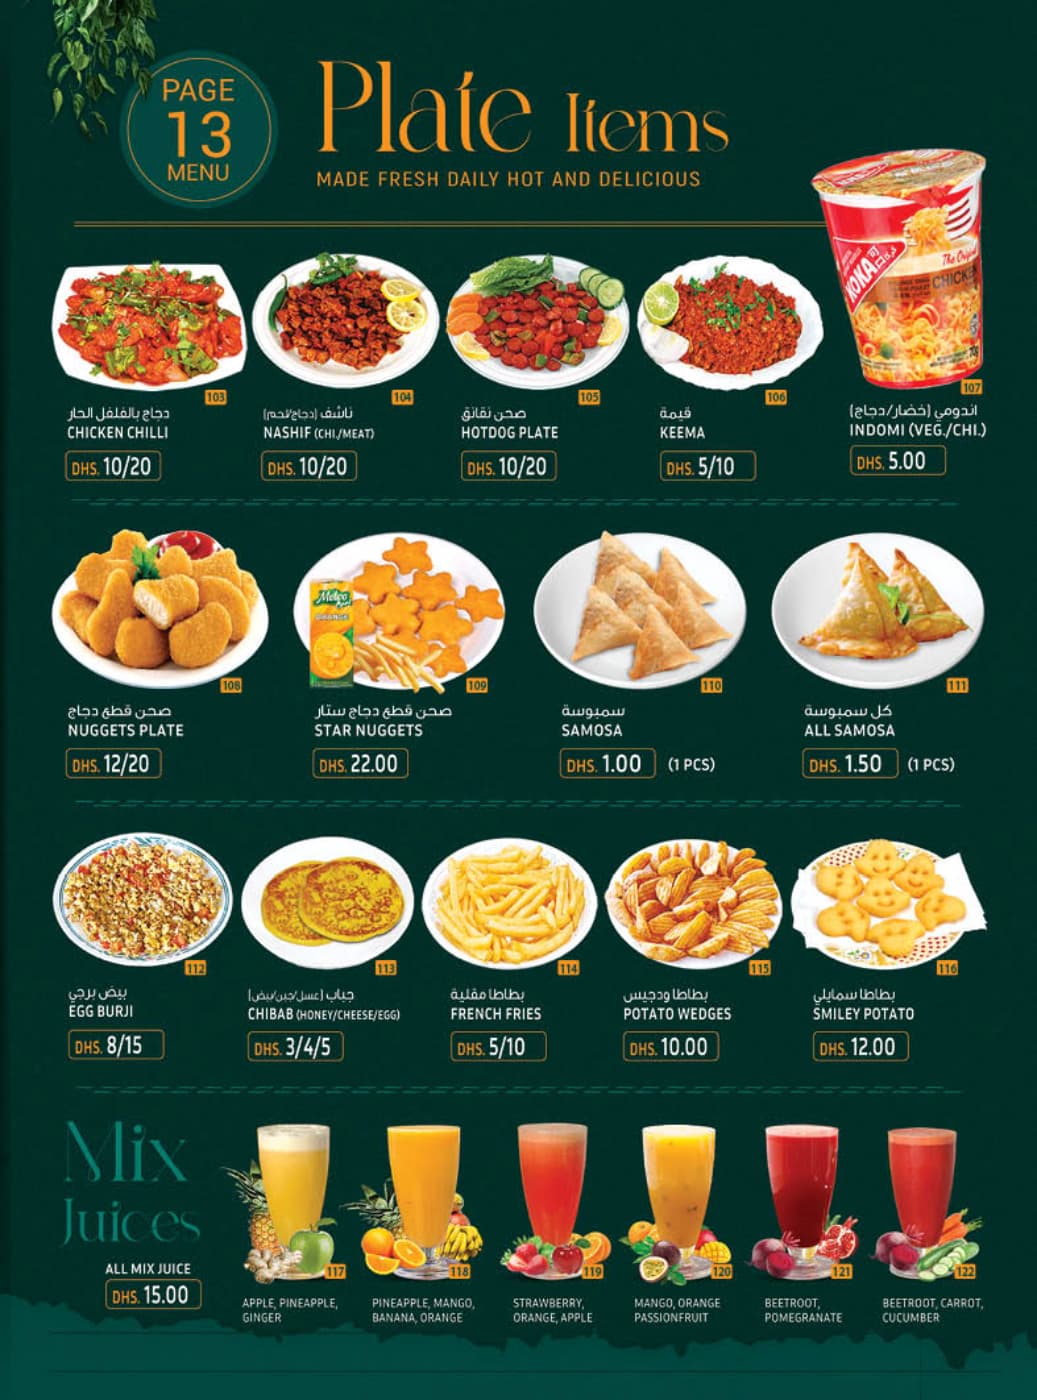 PAGE
13
MENU
Plate Items
MADE FRESH DAILY HOT AND DELICIOUS
KOKA
The Original
CHICKEN
103
دجاج بالفلفل الحار
CHICKEN CHILLI
DHS. 10/20
104
ناشف (دجاج/لحم)
NASHIF (CHI./MEAT)
DHS. 10/20
105
صحن نقانق
HOTDOG PLATE
DHS. 10/20
106
قيمة
KEEMA
DHS. 5/10
107
اندومي (خضار/دجاج)
INDOMI (VEG./CHI.)
DHS. 5.00
108
صحن قطع دجاج
NUGGETS PLATE
DHS. 12/20
Melco
ORANGE
109
صحن قطع دجاج ستار
STAR NUGGETS
DHS. 22.00
110
سمبوسة
SAMOSA
DHS. 1.00 (1 PCS)
111
كل سمبوسة
ALL SAMOSA
DHS. 1.50 (1 PCS)
112
بيض برجي
EGG BURJI
DHS. 8/15
113
جباب (عسل/جبن/بيض)
CHIBAB (HONEY/CHEESE/EGG)
DHS. 3/4/5
114
بطاطا مقلية
FRENCH FRIES
DHS. 5/10
115
بطاطا ودجيس
POTATO WEDGES
DHS. 10.00
116
بطاطا سمايلي
SMILEY POTATO
DHS. 12.00
Mix
Juices
ALL MIX JUICE
DHS. 15.00
117
APPLE, PINEAPPLE,
GINGER
118
PINEAPPLE, MANGO,
BANANA, ORANGE
119
STRAWBERRY,
ORANGE, APPLE
120
MANGO, ORANGE
PASSIONFRUIT
121
BEETROOT,
POMEGRANATE
122
BEETROOT, CARROT,
CUCUMBER